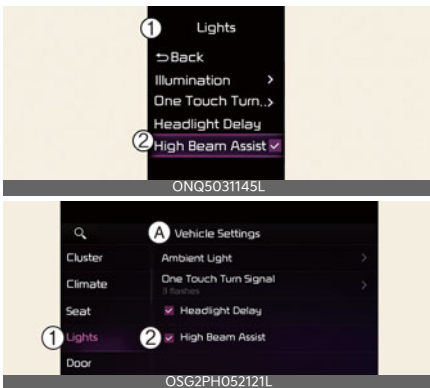 ① Lights
⮌Back
Illumination >
One Touch Turn..>
Headlight Delay
② High Beam Assist
ONQ5031145L
Ⓐ Vehicle Settings
Cluster
Ambient Light >
Climate
One Touch Turn Signal >
3 flashes
Seat
Headlight Delay
① Lights
② High Beam Assist
Door
OSG2PH052121L